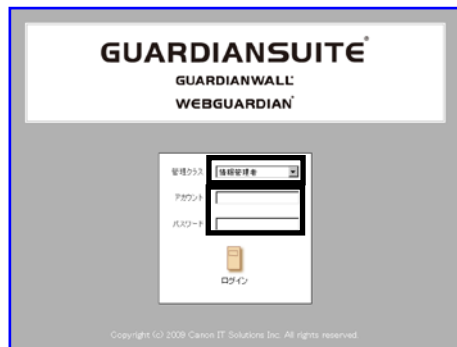 GUARDIANSUITE®
GUARDIANWALL®
WEBGUARDIAN®
管理クラス 情報管理者
アカウント
パスワード
ログイン
Copyright (c) 2009 Canon IT Solutions Inc. All rights reserved.